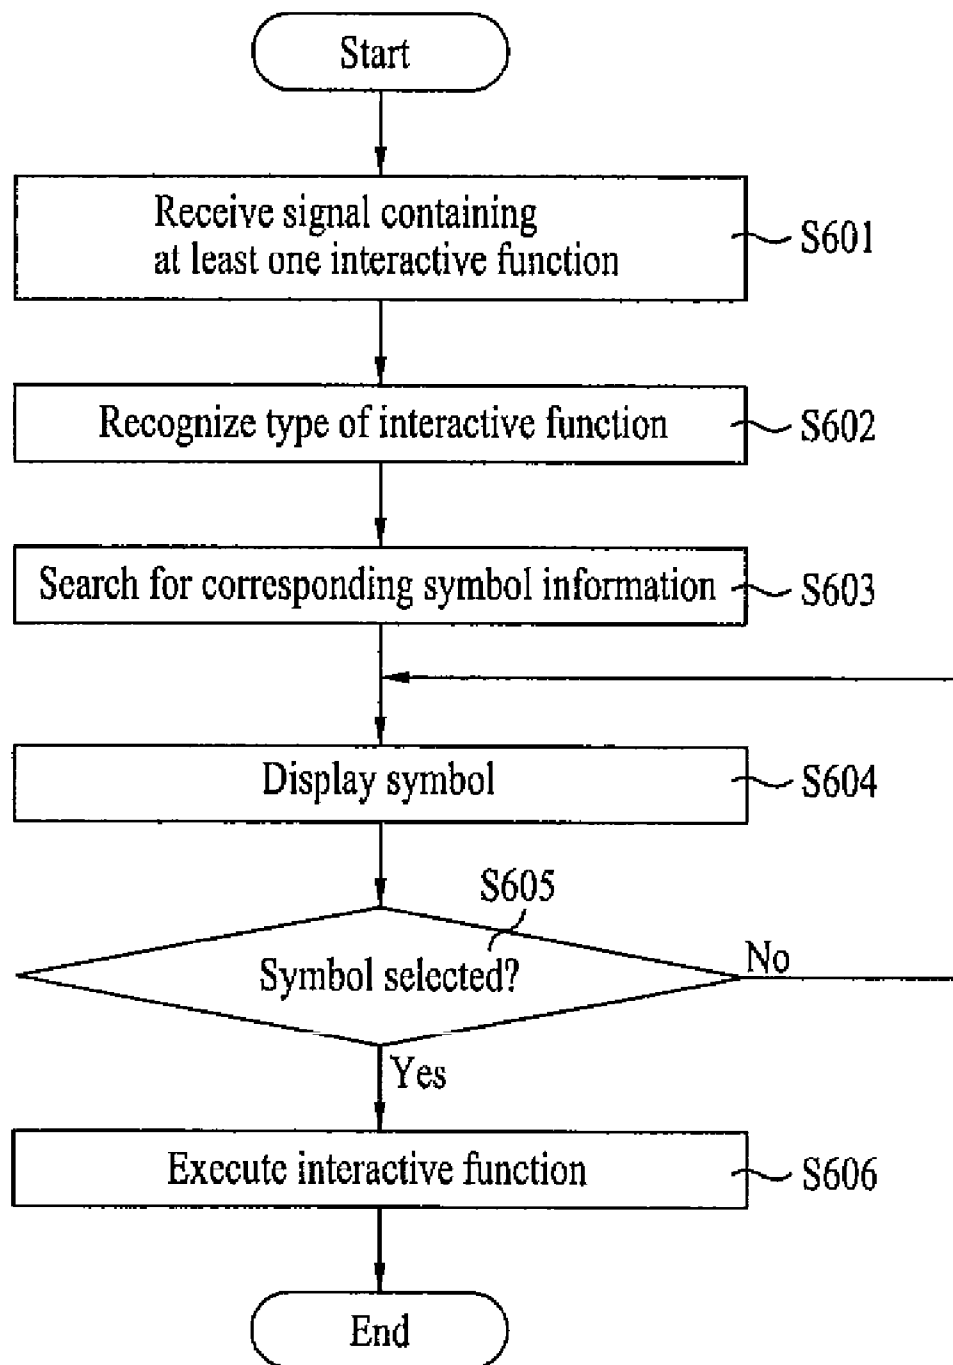 Start
Receive signal containing
at least one interactive function
S601
Recognize type of interactive function
S602
Search for corresponding symbol information
S603
Display symbol
S604
S605
Symbol selected?
No
Yes
Execute interactive function
S606
End